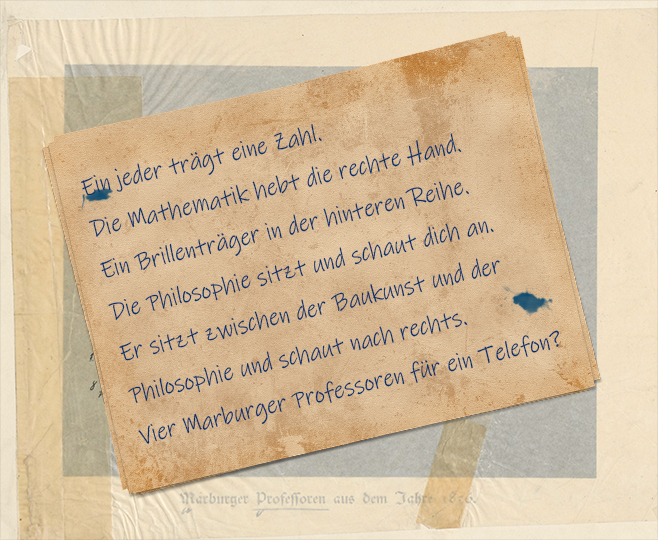 Ein jeder trägt eine Zahl.
Die Mathematik hebt die rechte Hand.
Ein Brillenträger in der hinteren Reihe.
Die Philosophie sitzt und schaut dich an.
Er sitzt zwischen der Baukunst und der
Philosophie und schaut nach rechts.
Vier Marburger Professoren für ein Telefon?
Marburger Professoren aus dem Jahre